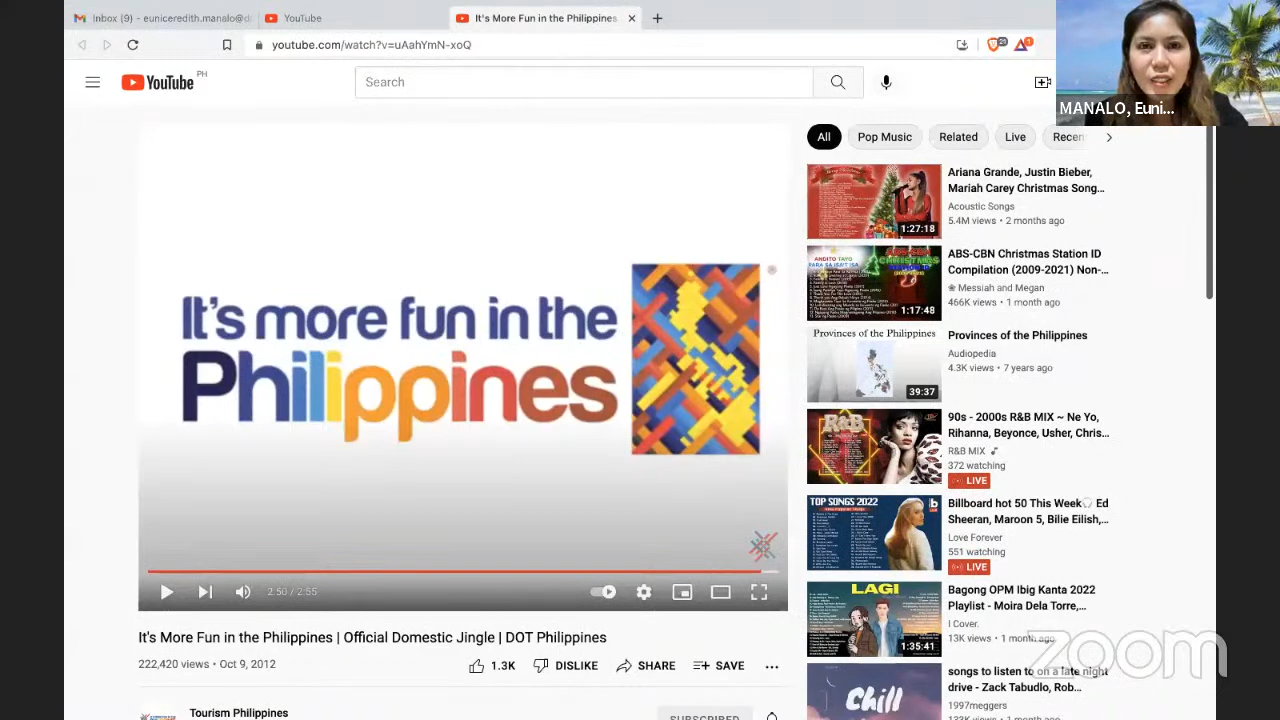 Inbox (9) - euniceredith.manalo@d
YouTube
It's More Fun in the Philippines
youtube.com/watch?v=uAahYmN-xoQ
YouTube PH
Search
MANALO, Euni...
All
Pop Music
Related
Live
Recen
it's more fun in the
Philippines
2:50 / 2:55
It's More Fun in the Philippines | Official Domestic Jingle | DOT Philippines
2012
DISLIKE
SHARE
SAVE
Tourism Philippines
SUBSCRIBED
1:27:18
Ariana Grande, Justin Bieber,
Mariah Carey Christmas Song...
Acoustic Songs
5.4M views • 2 months ago
1:17:48
ABS-CBN Christmas Station ID
Compilation (2009-2021) Non-...
Messiah and Megan
466K views • 1 month ago
Provinces of the Philippines
39:37
Provinces of the Philippines
Audiopedia
4.3K views • 7 years ago
R&B
90s - 2000s R&B MIX ~ Ne Yo,
Rihanna, Beyonce, Usher, Chris...
R&B MIX
372 watching
LIVE
TOP SONGS 2022
Billboard hot 50 This Week Ed
Sheeran, Maroon 5, Bilie Eilish,...
Love Forever
551 watching
LIVE
LAGI
1:35:41
Bagong OPM Ibig Kanta 2022
Playlist - Moira Dela Torre,...
I Cover.
13K views • 1 month ago
Chill
songs to listen to on a late night
drive - Zack Tabudlo, Rob...
1997meggers
133K views • 1 month ago
zoom